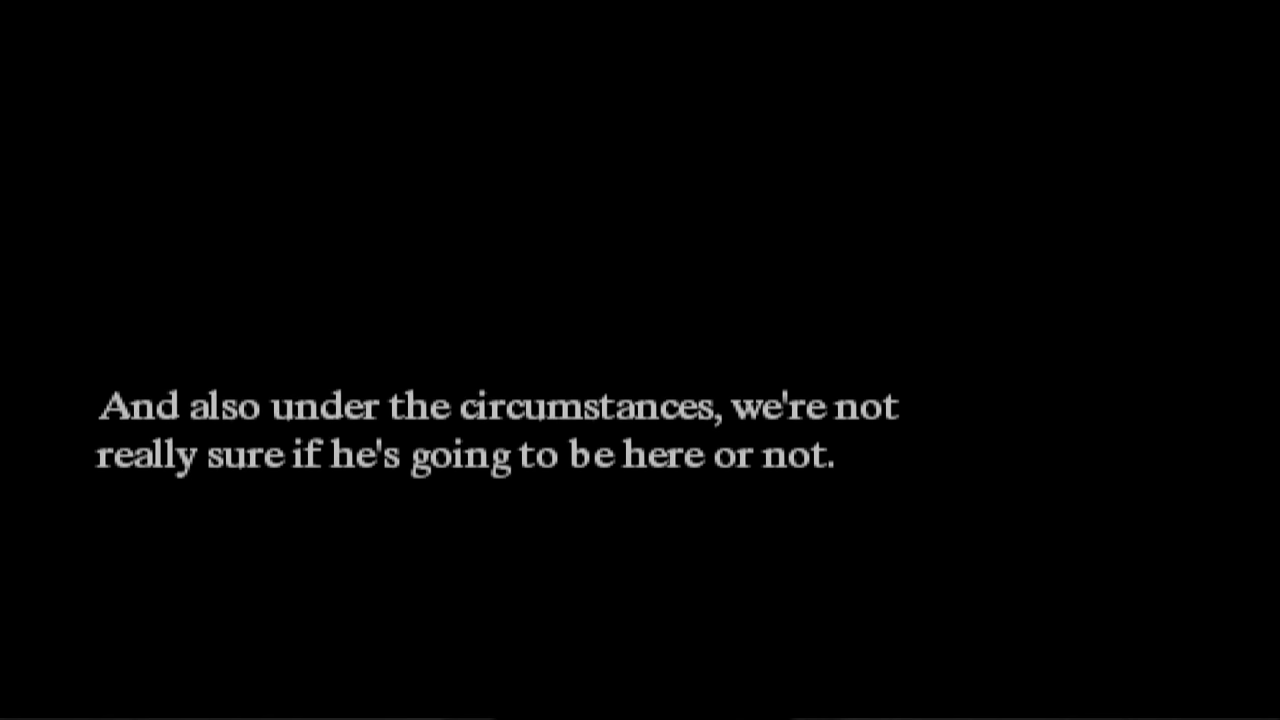 And also under the circumstances, we're not
really sure if he's going to be here or not.